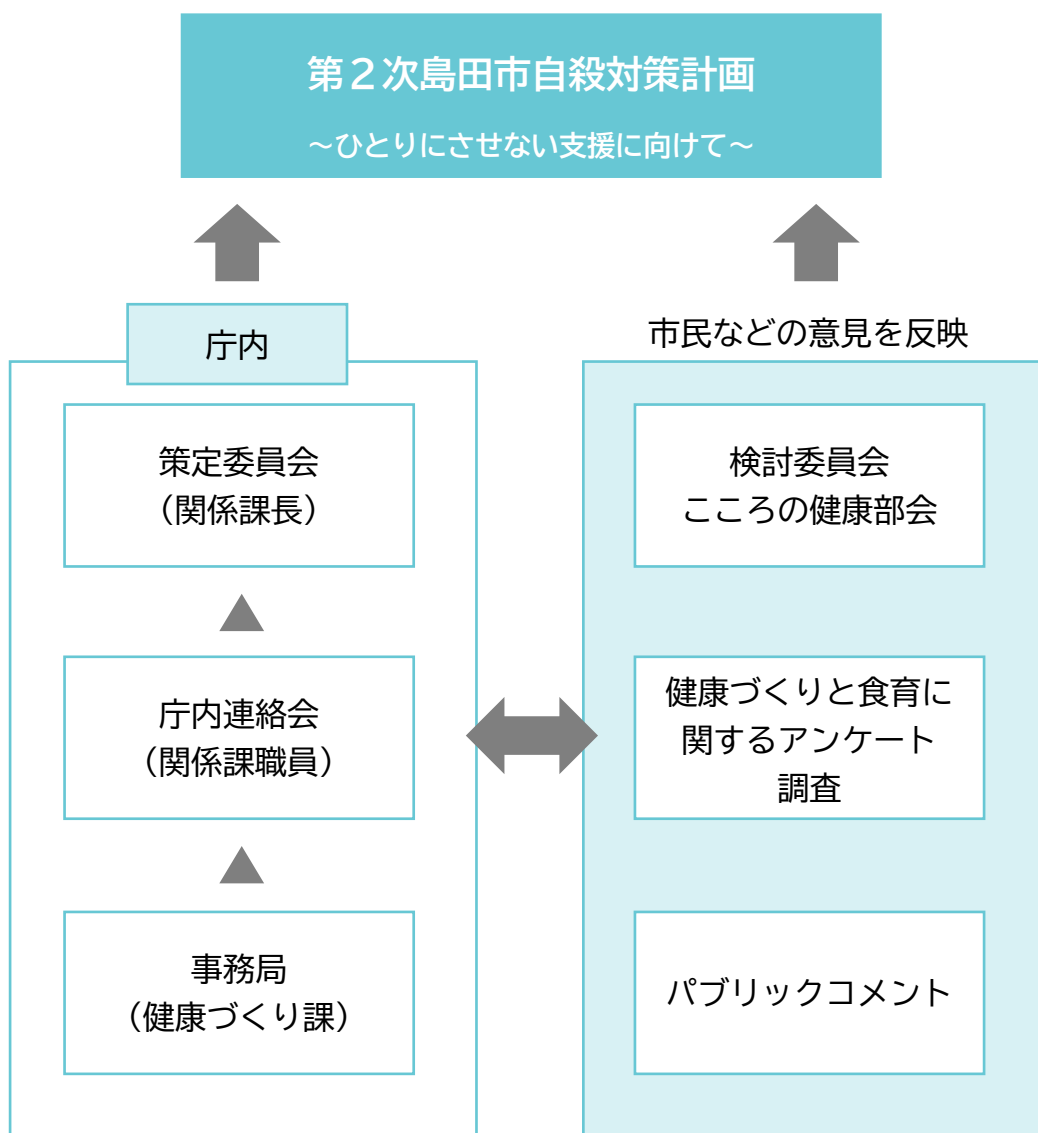 第2次島田市自殺対策計画
～ひとりにさせない支援に向けて～
庁内
策定委員会
（関係課長）
庁内連絡会
（関係課職員）
事務局
（健康づくり課）
市民などの意見を反映
検討委員会
こころの健康部会
健康づくりと食育に
関するアンケート
調査
パブリックコメント